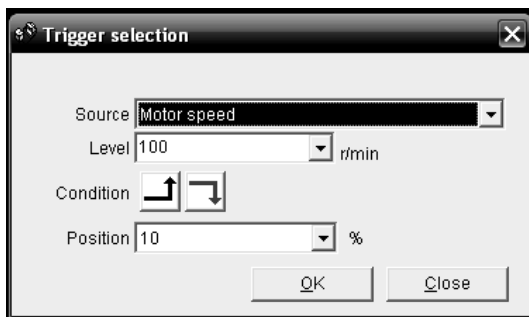 Trigger selection
Source Motor speed
Level 100 r/min
Condition
Position 10 %
OK Close